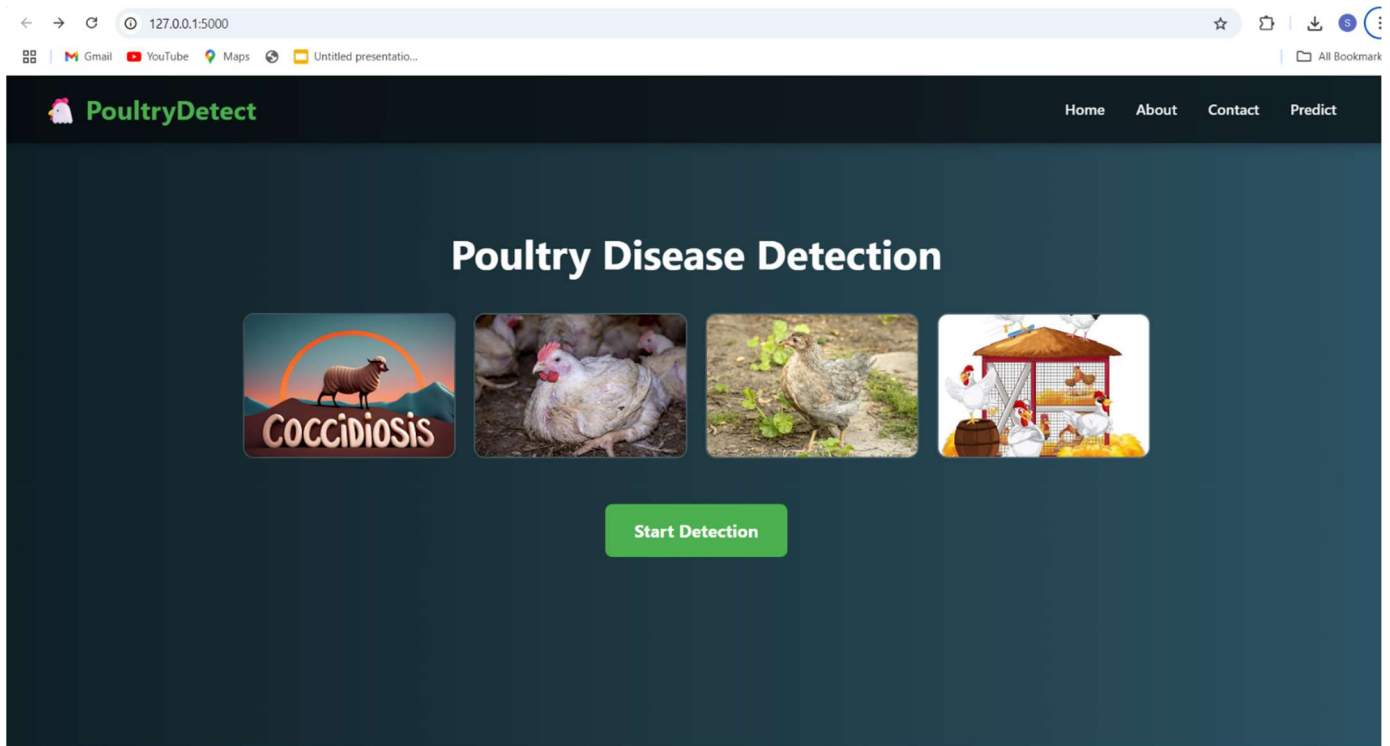 127.0.0.1:5000
S
Gmail YouTube Maps Untitled presentatio... All Bookmark
PoultryDetect Home About Contact Predict
Poultry Disease Detection
COCCiDiOSiS
Start Detection